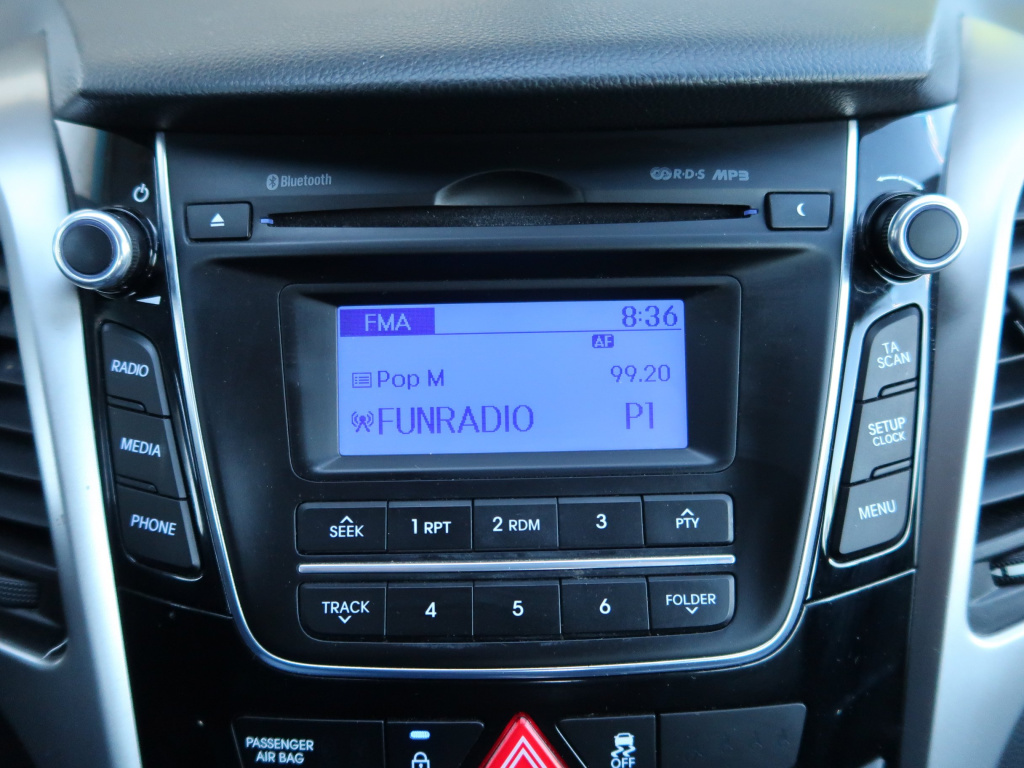 Bluetooth
R·D·S MP3
FMA 8:36
AF
Pop M 99.20
FUNRADIO P1
RADIO
MEDIA
PHONE
TA
SCAN
SETUP
CLOCK
MENU
SEEK 1 RPT 2 RDM 3 PTY
TRACK 4 5 6 FOLDER
PASSENGER
AIR BAG
OFF